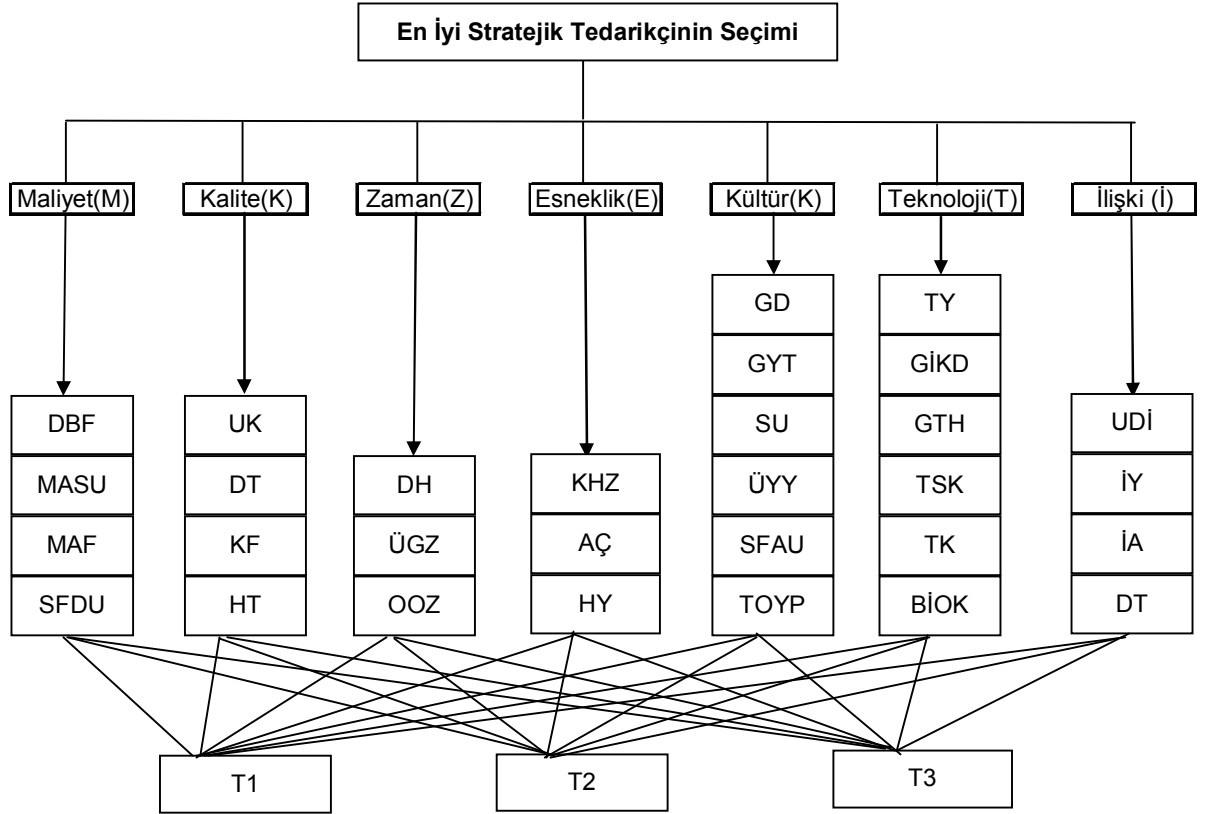 En İyi Stratejik Tedarikçinin Seçimi
Maliyet(M)
Kalite(K)
Zaman(Z)
Esneklik(E)
Kültür(K)
Teknoloji(T)
İlişki (İ)
DBF
MASU
MAF
SFDU
UK
DT
KF
HT
DH
ÜGZ
OOZ
KHZ
AÇ
HY
GD
GYT
SU
ÜYY
SFAU
TOYP
TY
GİKD
GTH
TSK
TK
BİOK
UDİ
İY
İA
DT
T1
T2
T3